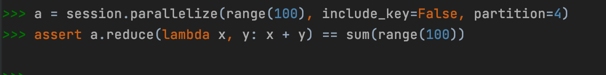 >>> a = session.parallelize(range(100), include_key=False, partition=4)
>>> assert a.reduce(lambda x, y: x + y) == sum(range(100))
>>>